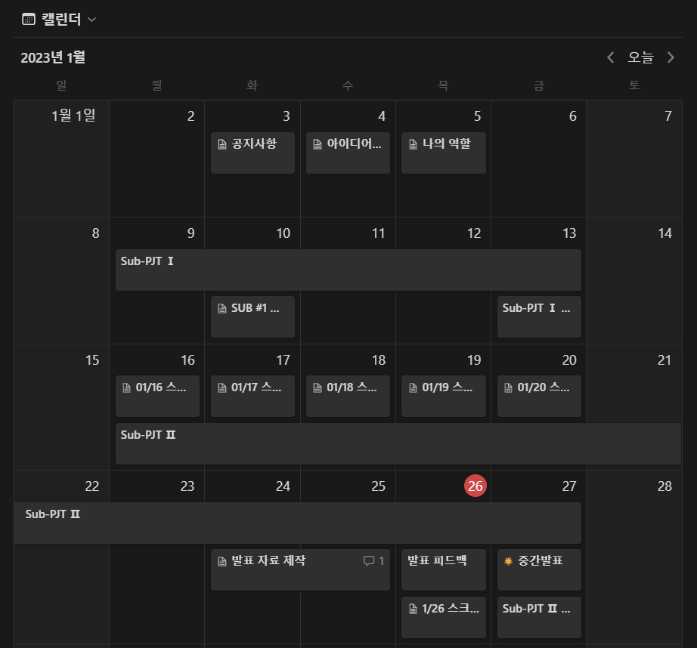 캘린더
2023년 1월
오늘
일 월 화 수 목 금 토
1월 1일 2 3 4 5 6 7
공지사항 아이디어... 나의 역할
8 9 10 11 12 13 14
Sub-PJT Ⅰ
SUB #1 ... Sub-PJT Ⅰ ...
15 16 17 18 19 20 21
01/16 스... 01/17 스... 01/18 스... 01/19 스... 01/20 스...
Sub-PJT Ⅱ
22 23 24 25 26 27 28
Sub-PJT Ⅱ
발표 자료 제작 1 발표 피드백 중간발표
1/26 스크... Sub-PJT Ⅱ ...